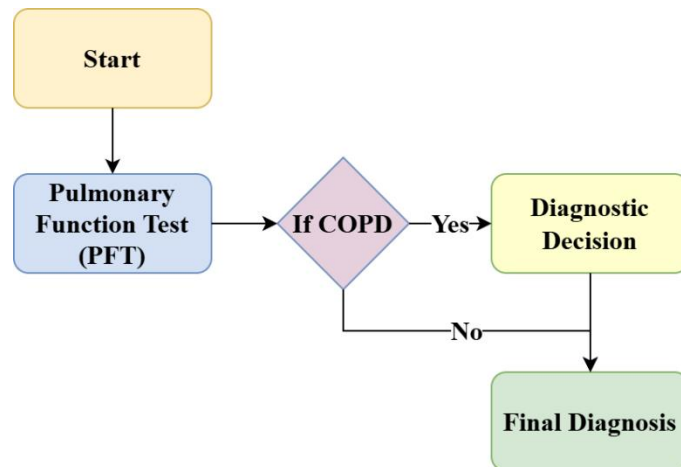 Start
Pulmonary
Function Test
(PFT)
If COPD
Yes
Diagnostic
Decision
No
Final Diagnosis